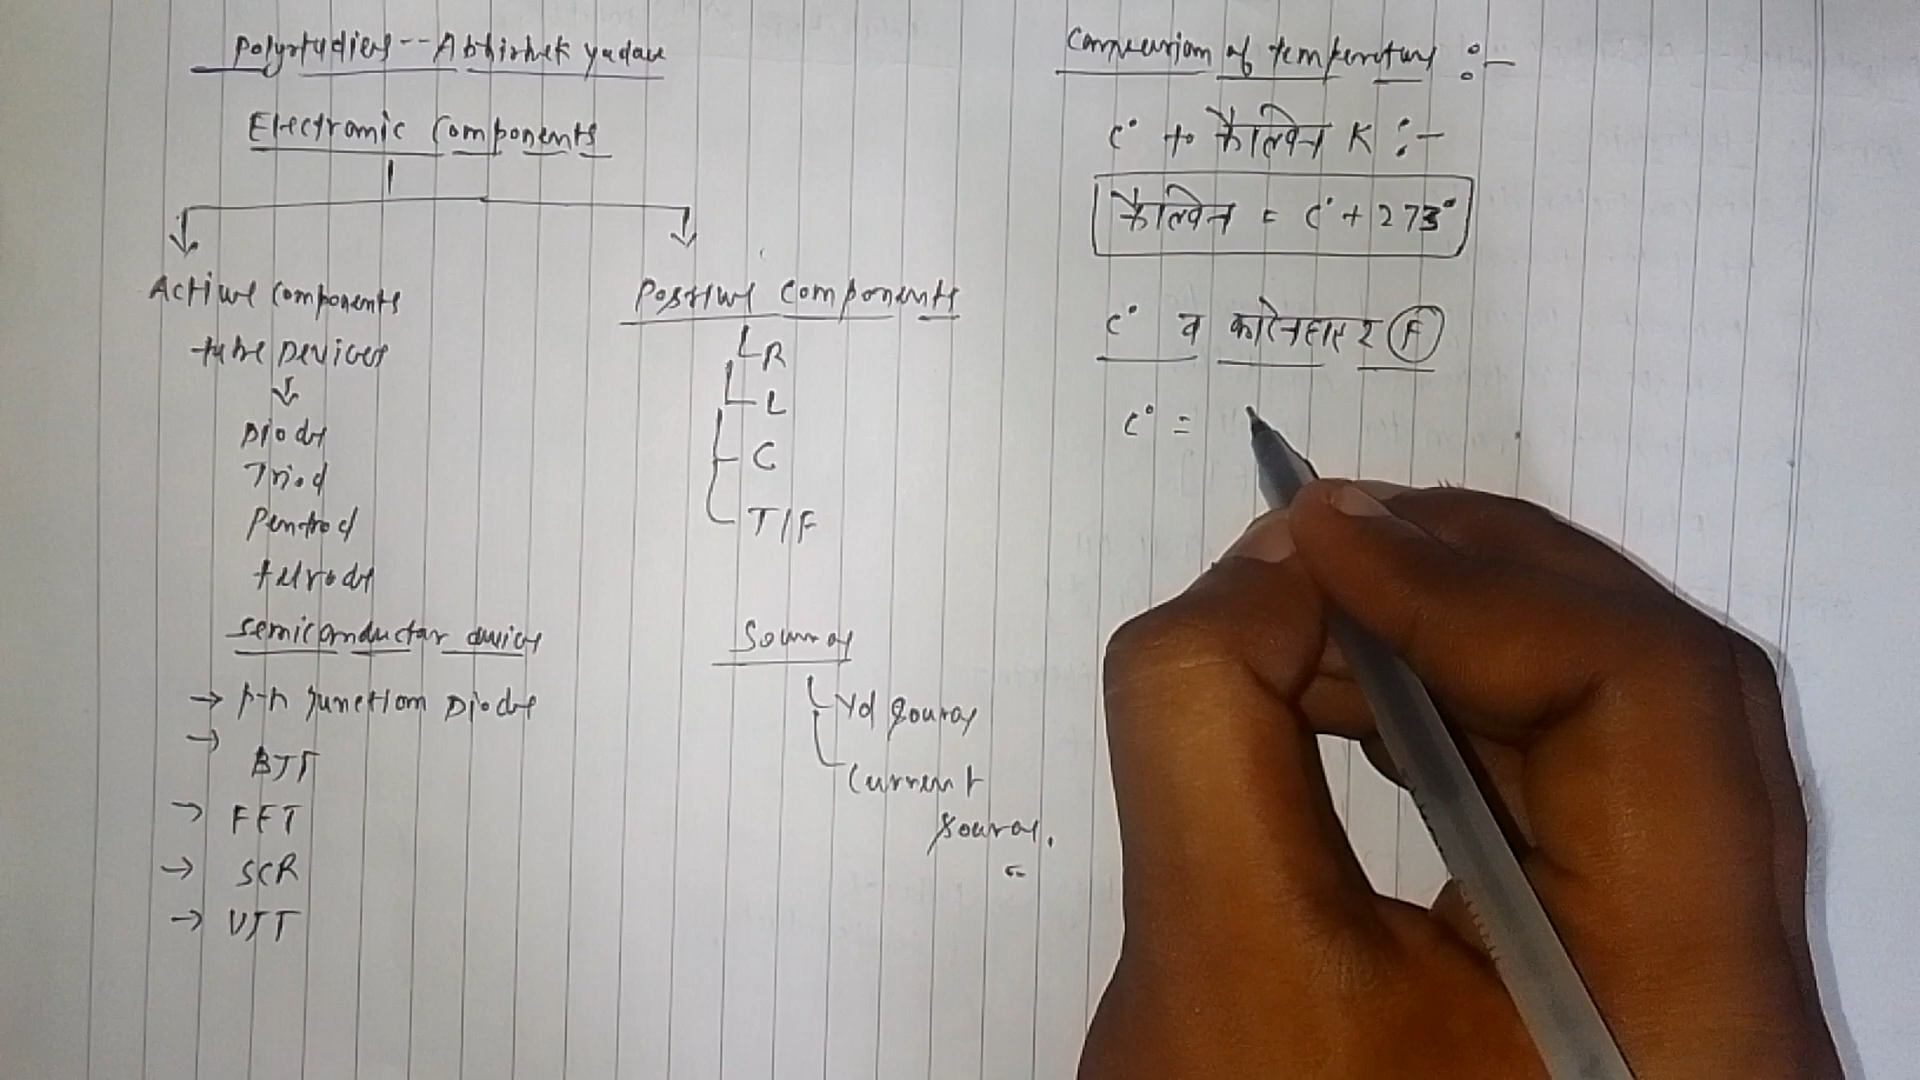 Polystudies -- Abhishek yadav
Electronic Components
Active Components
tube Devices
Diode
Triod
Pentod
tetrode
semiconductor device
→ p-n junction Diode
→ BJT
→ FET
→ SCR
→ UJT
Passive Components
R
L
C
T/F
Source
Vol source
Current source.
Conversion of temperature :-
C° to कैल्विन K :-
कैल्विन = C° + 273°
C° व फारेनहाइट (F)
C° =